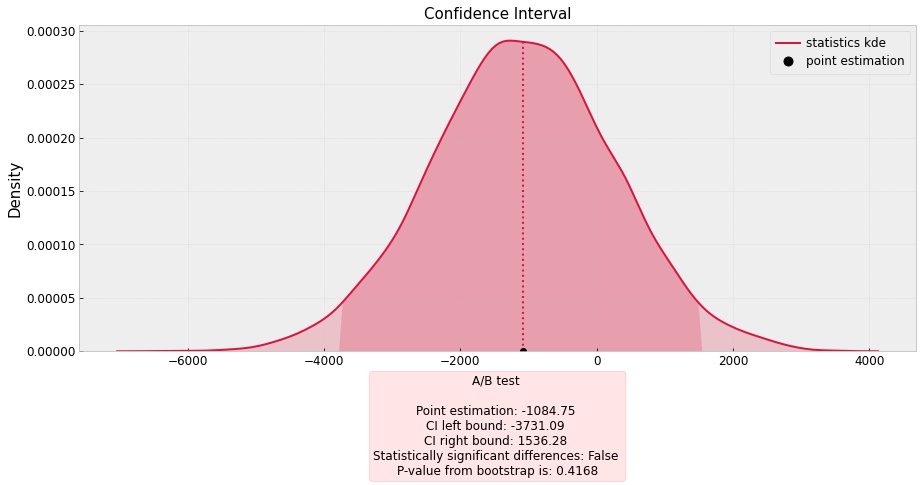 Confidence Interval
statistics kde
point estimation
Density
0.00030
0.00025
0.00020
0.00015
0.00010
0.00005
0.00000
−6000
−4000
−2000
0
2000
4000
A/B test
Point estimation: -1084.75
CI left bound: -3731.09
CI right bound: 1536.28
Statistically significant differences: False
P-value from bootstrap is: 0.4168